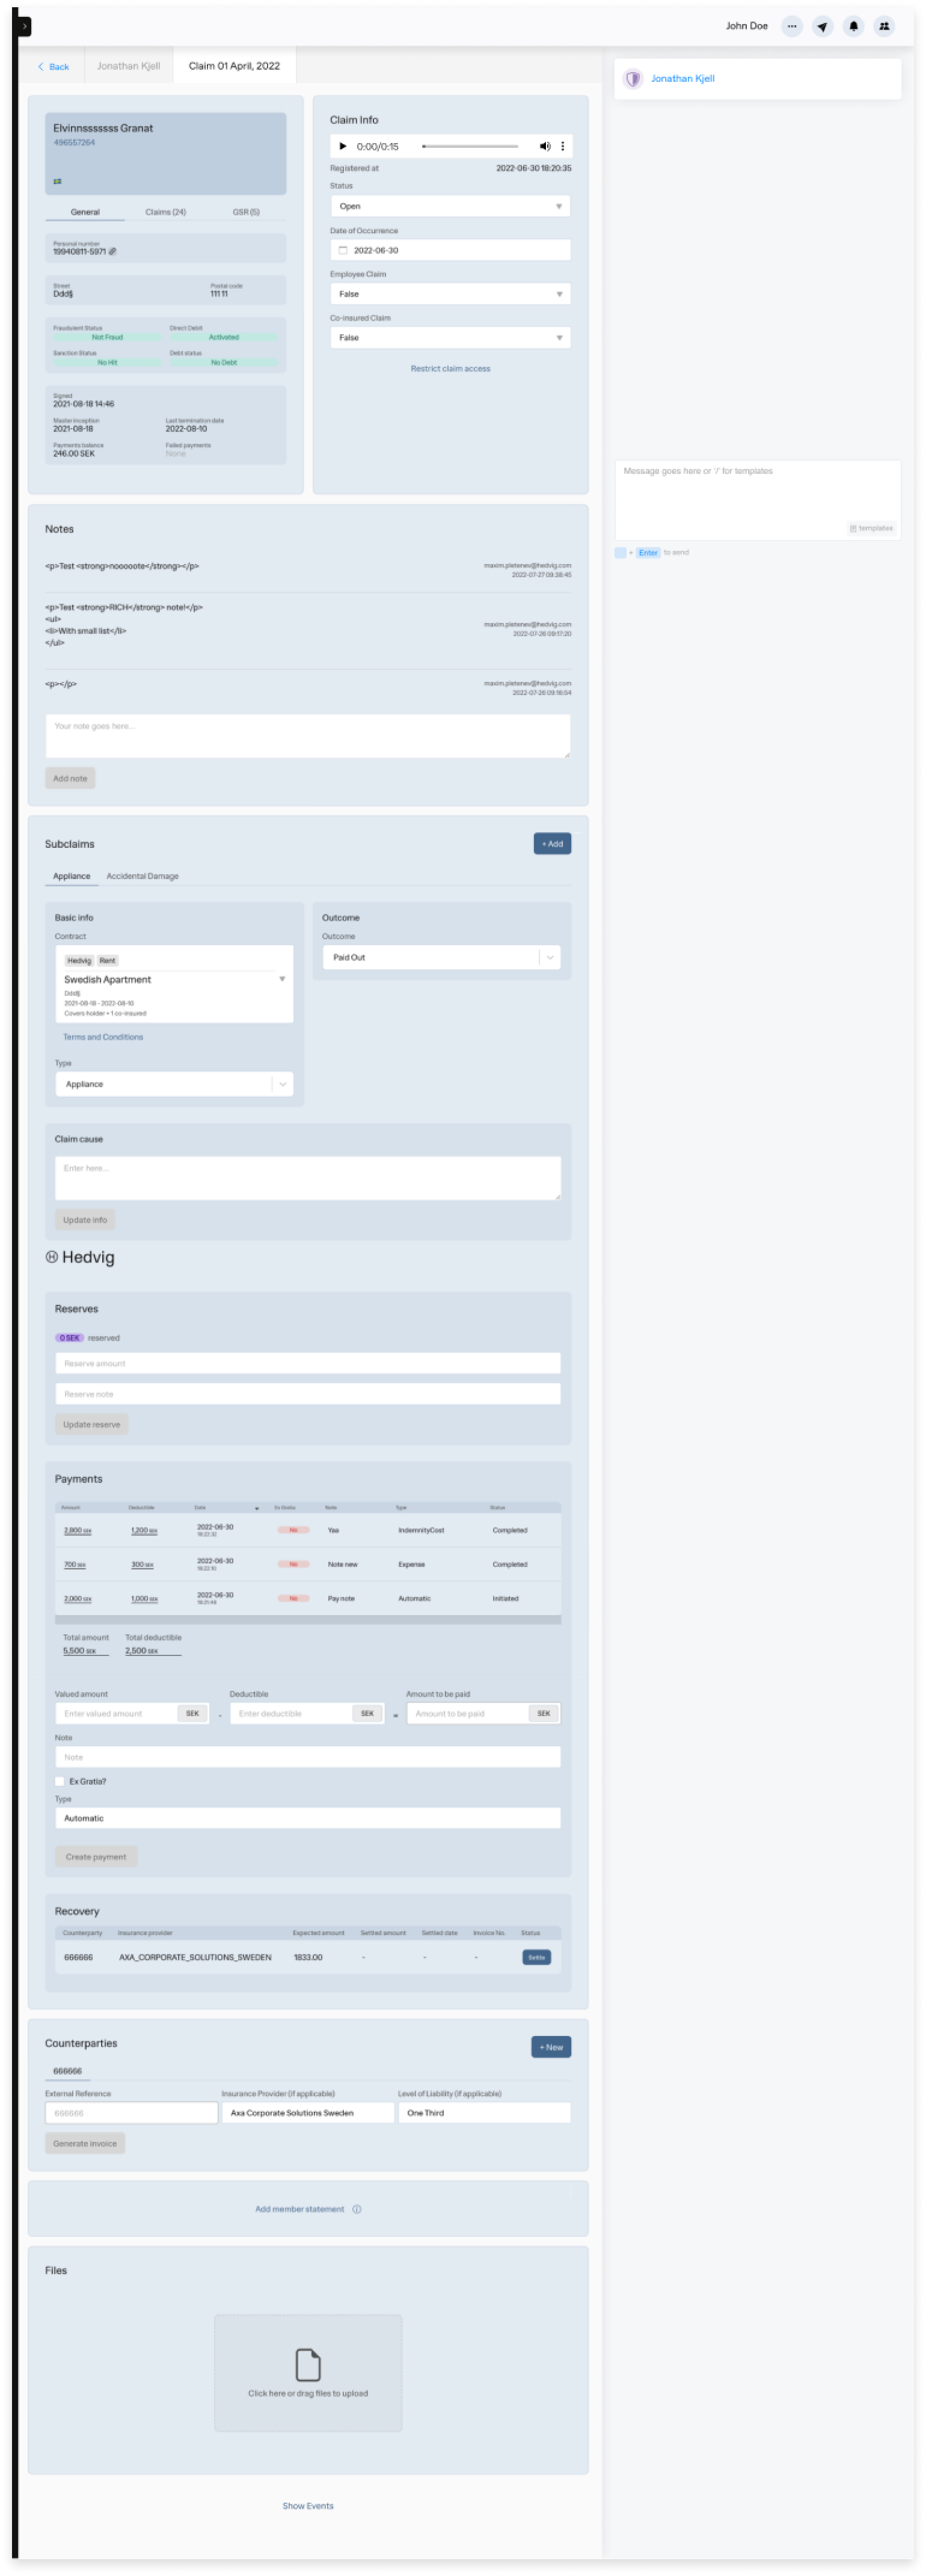 John Doe
Back
Jonathan Kjell
Claim 01 April, 2022
Jonathan Kjell
Elvinnsssssss Granat
496557264
General
Claims (24)
GSR (5)
Personal number
19940811-5971
Street
Ddd§
Postal code
111 11
Fraudulent Status
Not Fraud
Direct Debit
Activated
Sanction Status
No Hit
Debt status
No Debt
Signed
2021-08-18 14:46
Master Inception
2021-08-18
Last termination date
2022-08-10
Payments balance
246.00 SEK
Failed payments
None
Claim Info
0:00/0:15
Registered at
2022-06-30 18:20:35
Status
Open
Date of Occurrence
2022-06-30
Employee Claim
False
Co-insured Claim
False
Restrict claim access
Message goes here or '/' for templates
templates
+ Enter to send
Notes
<p>Test <strong>nooooote</strong></p>
maxim.pletenev@hedvig.com
2022-07-27 09:38:45
<p>Test <strong>RICH</strong> note!</p>
<ul>
<li>With small list</li>
</ul>
maxim.pletenev@hedvig.com
2022-07-26 09:17:20
<p></p>
maxim.pletenev@hedvig.com
2022-07-26 09:16:54
Your note goes here...
Add note
Subclaims
+ Add
Appliance
Accidental Damage
Basic info
Contract
Hedvig
Rent
Swedish Apartment
Ddd§
2021-08-18 - 2022-08-10
Covers holder + 1 co-insured
Terms and Conditions
Type
Appliance
Outcome
Outcome
Paid Out
Claim cause
Enter here...
Update info
Ⓗ Hedvig
Reserves
0 SEK reserved
Reserve amount
Reserve note
Update reserve
Payments
Amount Deductible Date Ex Gratia Note Type Status
2,800 SEK 1,200 SEK 2022-06-30 No Yaa IndemnityCost Completed
18:22:32
700 SEK 300 SEK 2022-06-30 No Note new Expense Completed
18:22:10
2,000 SEK 1,000 SEK 2022-06-30 No Pay note Automatic Initiated
18:21:48
Total amount
5,500 SEK
Total deductible
2,500 SEK
Valued amount
Enter valued amount SEK
-
Deductible
Enter deductible SEK
=
Amount to be paid
Amount to be paid SEK
Note
Note
Ex Gratia?
Type
Automatic
Create payment
Recovery
Counterparty Insurance provider Expected amount Settled amount Settled date Invoice No. Status
666666 AXA_CORPORATE_SOLUTIONS_SWEDEN 1833.00 - - - Settle
Counterparties
+ New
666666
External Reference
666666
Insurance Provider (if applicable)
Axa Corporate Solutions Sweden
Level of Liability (if applicable)
One Third
Generate invoice
Add member statement
Files
Click here or drag files to upload
Show Events